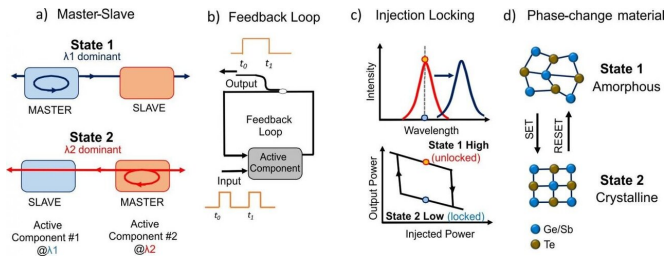 a) Master-Slave
State 1
λ1 dominant
MASTER
SLAVE
State 2
λ2 dominant
SLAVE
MASTER
Active
Component #1
@λ1
Active
Component #2
@λ2
b) Feedback Loop
t0 t1
Output
Feedback
Loop
Active
Component
Input
t0 t1
c) Injection Locking
Intensity
Wavelength
State 1 High
(unlocked)
Output Power
State 2 Low (locked)
Injected Power
d) Phase-change material
State 1
Amorphous
SET
RESET
State 2
Crystalline
Ge/Sb
Te